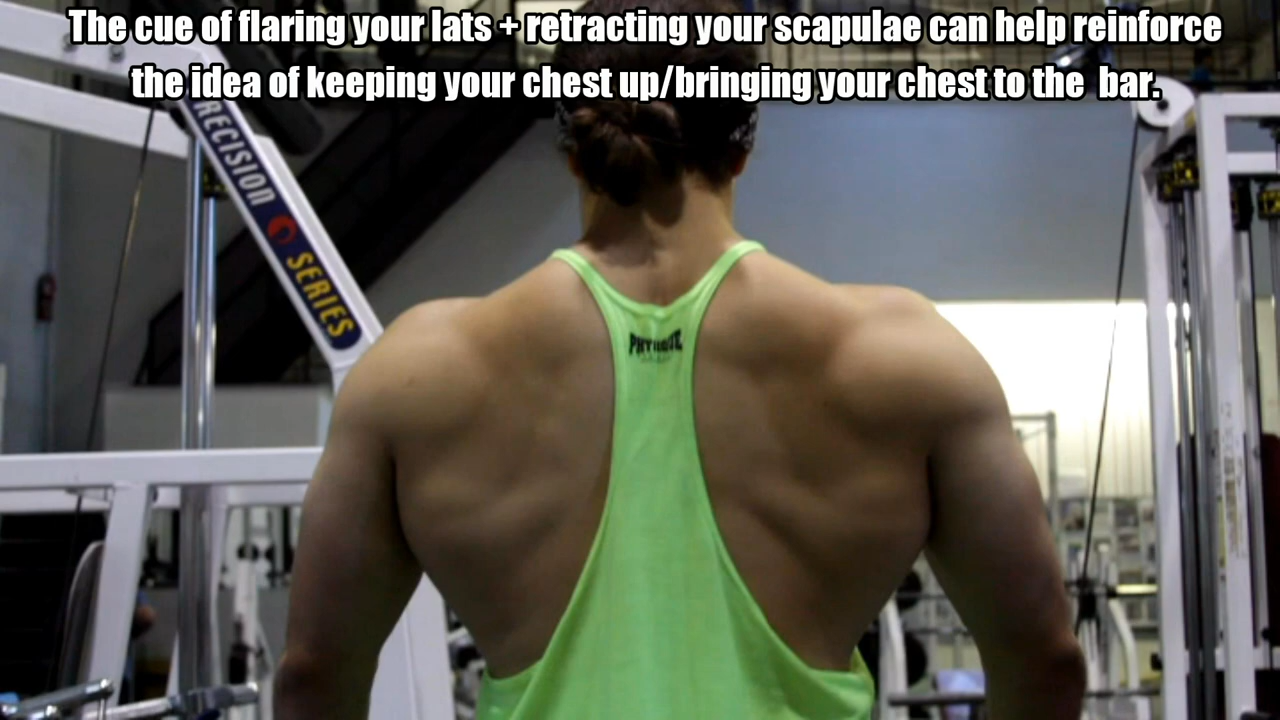 The cue of flaring your lats + retracting your scapulae can help reinforce
the idea of keeping your chest up/bringing your chest to the bar.
RECISION
SERIES